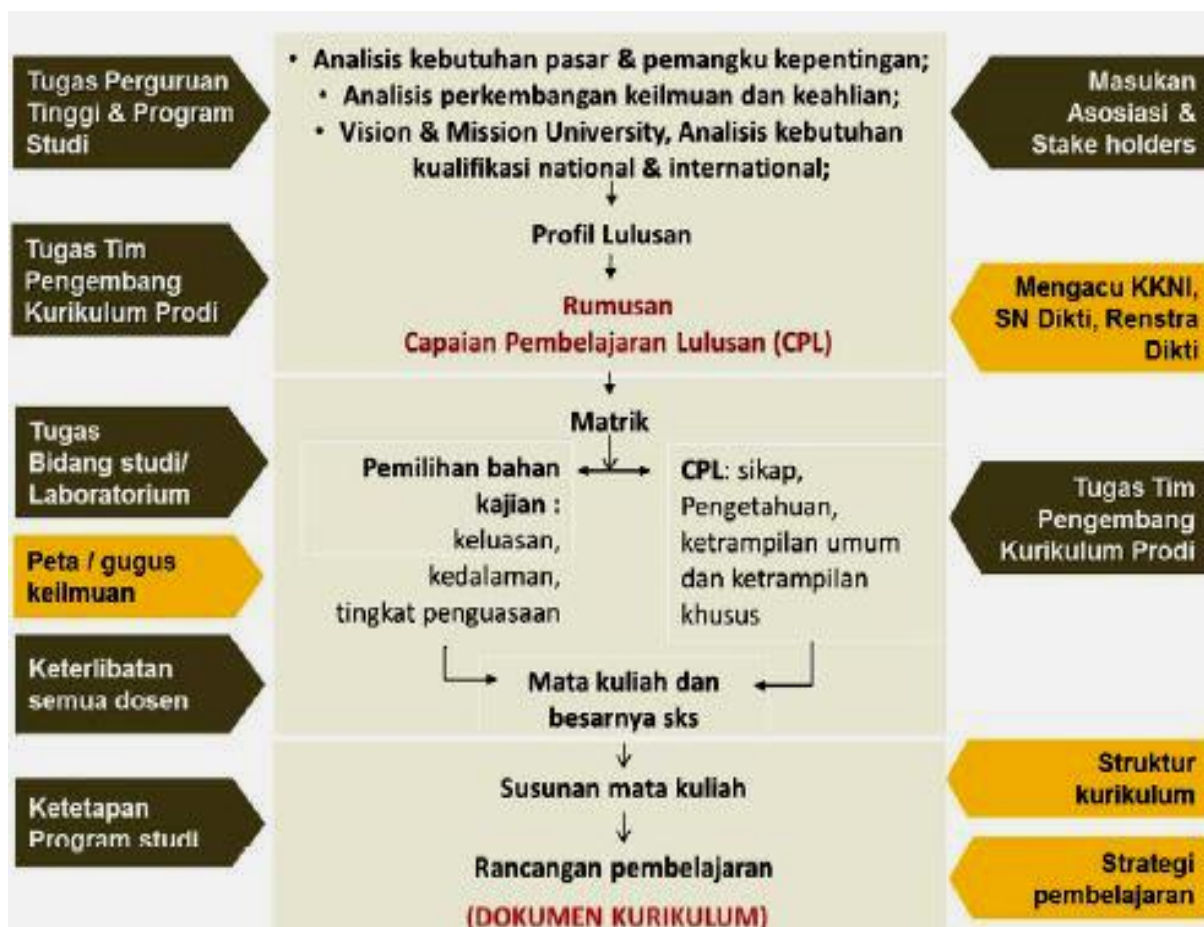 Tugas Perguruan
Tinggi & Program
Studi
• Analisis kebutuhan pasar & pemangku kepentingan;
• Analisis perkembangan keilmuan dan keahlian;
• Vision & Mission University, Analisis kebutuhan
kualifikasi national & international;
Masukan
Asosiasi &
Stake holders
Tugas Tim
Pengembang
Kurikulum Prodi
Profil Lulusan
Rumusan
Capaian Pembelajaran Lulusan (CPL)
Mengacu KKNI,
SN Dikti, Renstra
Dikti
Tugas
Bidang studi/
Laboratorium
Peta / gugus
keilmuan
Keterlibatan
semua dosen
Matrik
Pemilihan bahan
kajian :
keluasan,
kedalaman,
tingkat penguasaan
CPL: sikap,
Pengetahuan,
ketrampilan umum
dan ketrampilan
khusus
Mata kuliah dan
besarnya sks
Tugas Tim
Pengembang
Kurikulum Prodi
Ketetapan
Program studi
Susunan mata kuliah
Rancangan pembelajaran
(DOKUMEN KURIKULUM)
Struktur
kurikulum
Strategi
pembelajaran